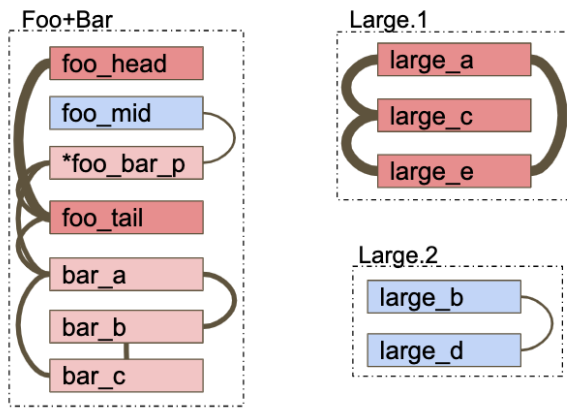 Foo+Bar
foo_head
foo_mid
*foo_bar_p
foo_tail
bar_a
bar_b
bar_c
Large.1
large_a
large_c
large_e
Large.2
large_b
large_d